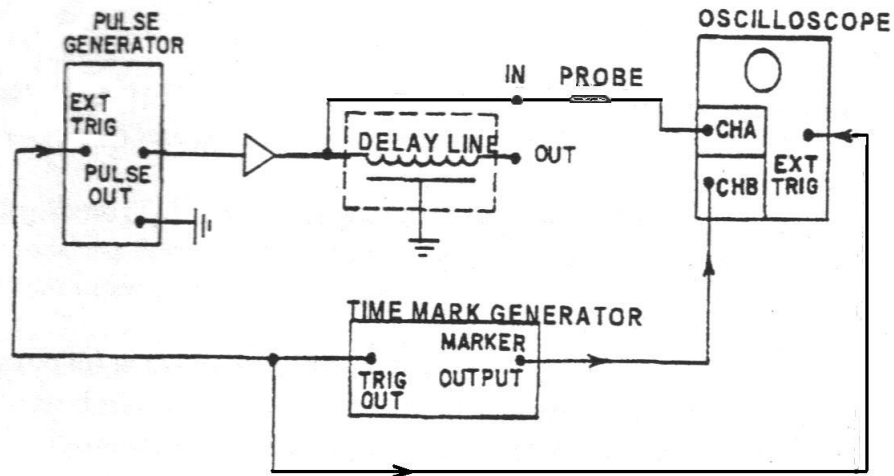 PULSE
GENERATOR
EXT
TRIG
PULSE
OUT
IN
PROBE
DELAY LINE
OUT
OSCILLOSCOPE
CHA
CHB
EXT
TRIG
TIME MARK GENERATOR
MARKER
OUTPUT
TRIG
OUT